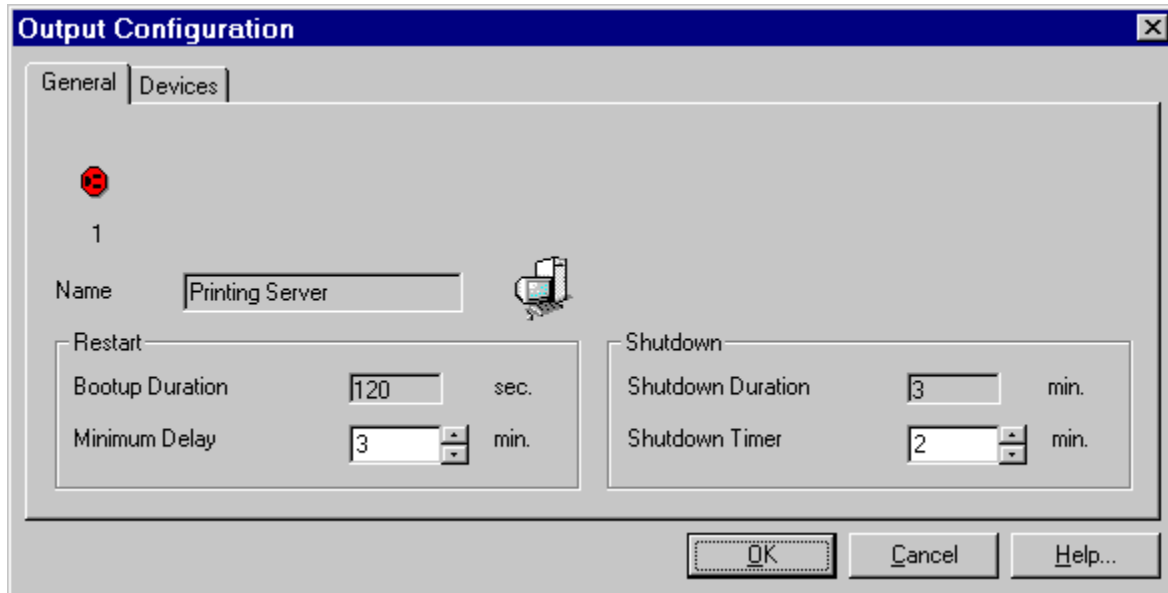 Output Configuration
General Devices
1
Name Printing Server
Restart Shutdown
Bootup Duration 120 sec. Shutdown Duration 3 min.
Minimum Delay 3 min. Shutdown Timer 2 min.
OK Cancel Help...